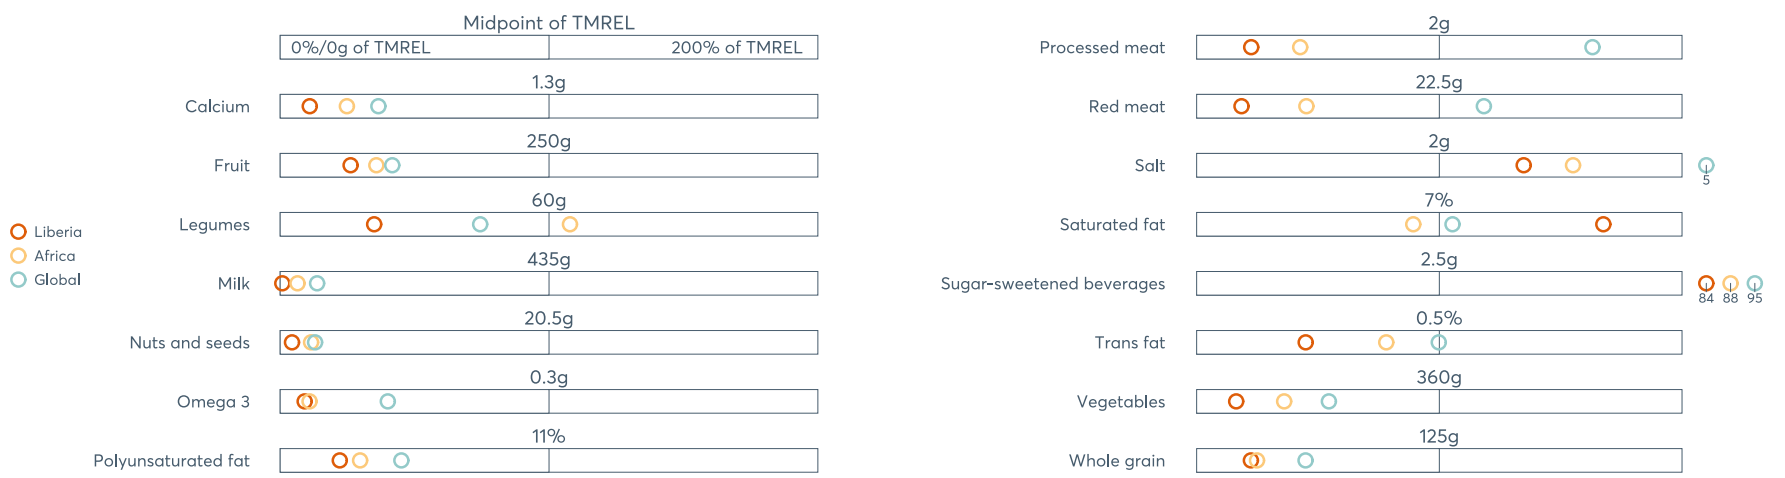 Midpoint of TMREL
0%/0g of TMREL
200% of TMREL
Calcium
1.3g
Fruit
250g
Legumes
60g
Milk
435g
Nuts and seeds
20.5g
Omega 3
0.3g
Polyunsaturated fat
11%
Liberia
Africa
Global
Processed meat
2g
Red meat
22.5g
Salt
2g
5
Saturated fat
7%
Sugar-sweetened beverages
2.5g
84 88 95
Trans fat
0.5%
Vegetables
360g
Whole grain
125g